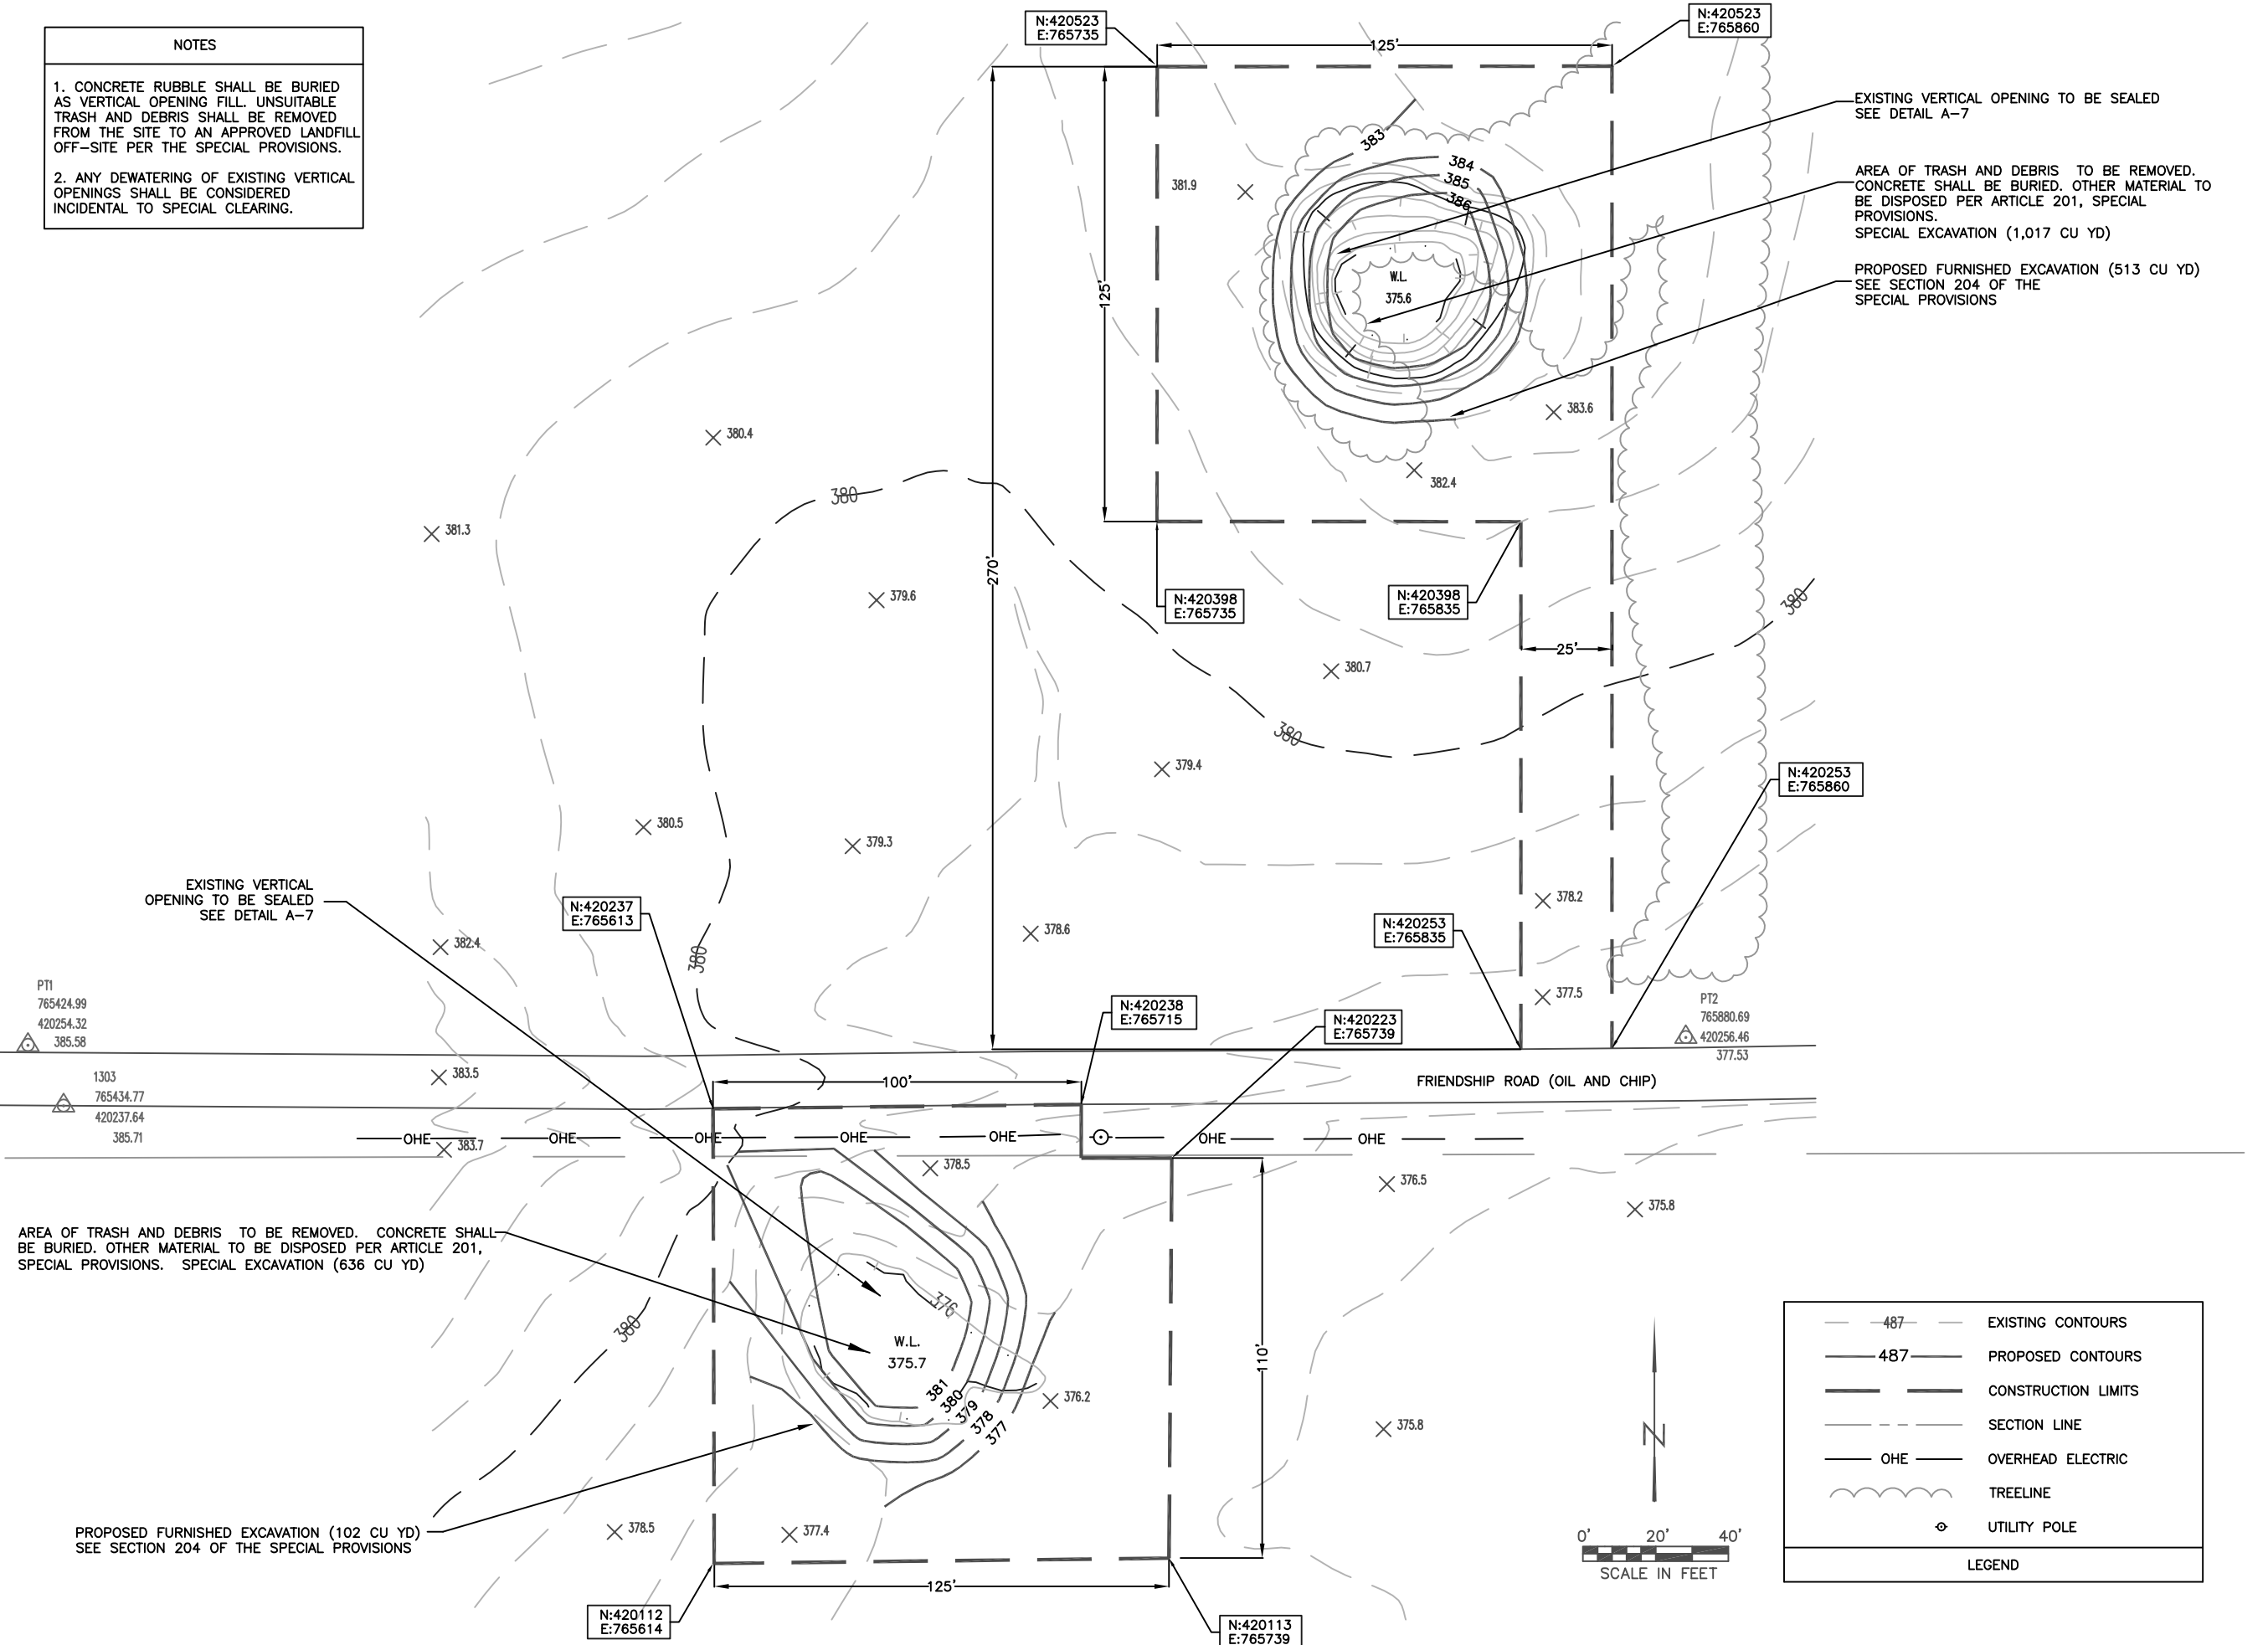 NOTES
1. CONCRETE RUBBLE SHALL BE BURIED
AS VERTICAL OPENING FILL. UNSUITABLE
TRASH AND DEBRIS SHALL BE REMOVED
FROM THE SITE TO AN APPROVED LANDFILL
OFF-SITE PER THE SPECIAL PROVISIONS.
2. ANY DEWATERING OF EXISTING VERTICAL
OPENINGS SHALL BE CONSIDERED
INCIDENTAL TO SPECIAL CLEARING.
N:420523
E:765735
125'
N:420523
E:765860
EXISTING VERTICAL OPENING TO BE SEALED
SEE DETAIL A-7
AREA OF TRASH AND DEBRIS TO BE REMOVED.
CONCRETE SHALL BE BURIED. OTHER MATERIAL TO
BE DISPOSED PER ARTICLE 201, SPECIAL
PROVISIONS.
SPECIAL EXCAVATION (1,017 CU YD)
PROPOSED FURNISHED EXCAVATION (513 CU YD)
SEE SECTION 204 OF THE
SPECIAL PROVISIONS
383
384
385
386
381.9
W.L.
375.6
125'
383.6
382.4
380.4
380
381.3
270'
379.6
N:420398
E:765735
N:420398
E:765835
380
25'
380.7
380
379.4
N:420253
E:765860
380.5
379.3
378.2
EXISTING VERTICAL
OPENING TO BE SEALED
SEE DETAIL A-7
N:420237
E:765613
382.4
380
378.6
N:420253
E:765835
377.5
PT1
765424.99
420254.32
385.58
PT2
765880.69
420256.46
377.53
N:420238
E:765715
N:420223
E:765739
383.5
1303
765434.77
420237.64
385.71
100'
FRIENDSHIP ROAD (OIL AND CHIP)
OHE
OHE
OHE
OHE
OHE
OHE
OHE
383.7
378.5
376.5
375.8
AREA OF TRASH AND DEBRIS TO BE REMOVED. CONCRETE SHALL
BE BURIED. OTHER MATERIAL TO BE DISPOSED PER ARTICLE 201,
SPECIAL PROVISIONS. SPECIAL EXCAVATION (636 CU YD)
380
376
W.L.
375.7
110'
381
380
379
378
377
376.2
375.8
N
PROPOSED FURNISHED EXCAVATION (102 CU YD)
SEE SECTION 204 OF THE SPECIAL PROVISIONS
378.5
377.4
125'
N:420112
E:765614
N:420113
E:765739
0' 20' 40'
SCALE IN FEET
487 EXISTING CONTOURS
487 PROPOSED CONTOURS
CONSTRUCTION LIMITS
SECTION LINE
OHE OVERHEAD ELECTRIC
TREELINE
UTILITY POLE
LEGEND